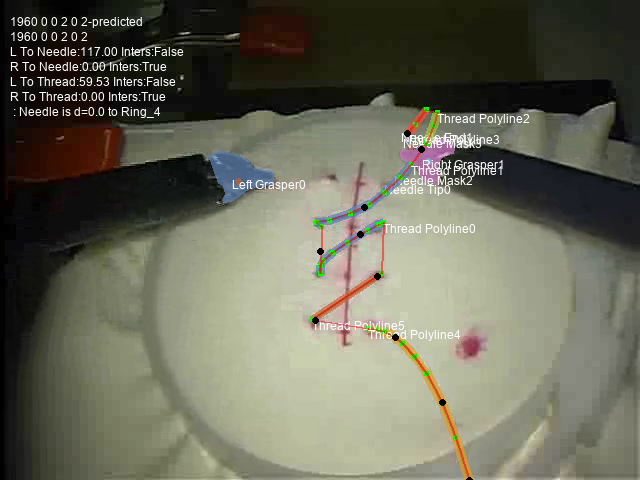 1960 0 0 2 0 2-predicted
1960 0 0 2 0 2
L To Needle:117.00 Inters:False
R To Needle:0.00 Inters:True
L To Thread:59.53 Inters:False
R To Thread:0.00 Inters:True
: Needle is d=0.0 to Ring_4
Thread Polyline2
Needle Mask3
Right Grasper1
Thread Polyline1
Needle Mask2
Left Grasper0
Needle Tip0
Thread Polyline0
Thread Polyline5
Thread Polyline4